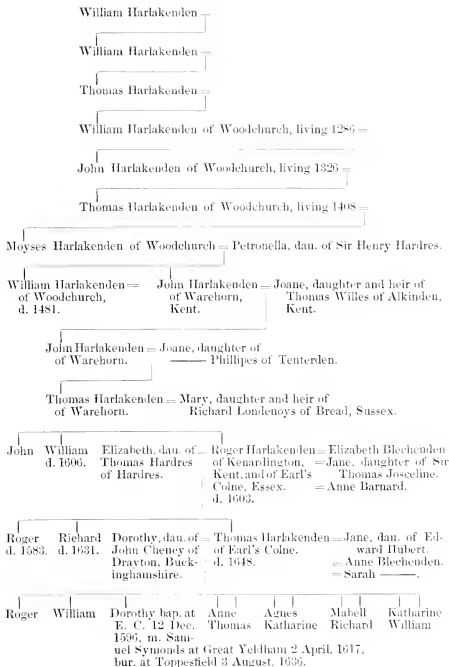 William Harlakenden =
William Harlakenden =
Thomas Harlakenden =
William Harlakenden of Woodchurch, living 1286 =
John Harlakenden of Woodchurch, living 1326 =
Thomas Harlakenden of Woodchurch, living 1408 =
Moyses Harlakenden of Woodchurch = Petronella, dau. of Sir Henry Hardres.
William Harlakenden = John Harlakenden = Joane, daughter and heir of
of Woodchurch, of Warehorn, Thomas Willes of Alkinden,
d. 1481. Kent. Kent.
John Harlakenden = Joane, daughter of
of Warehorn. —— Phillipes of Tenterden.
Thomas Harlakenden = Mary, daughter and heir of
of Warehorn. Richard Londenoys of Bread, Sussex.
John William Elizabeth, dau. of = Roger Harlakenden = Elizabeth Blechenden
d. 1606. Thomas Hardres of Kenardington, = Jane, daughter of Sir
of Hardres. Kent, and of Earl's Thomas Josceline.
Colne, Essex. = Anne Barnard.
d. 1603.
Roger Richard Dorothy, dau. of = Thomas Harlakenden = Jane, dau. of Ed-
d. 1583. d. 1631. John Cheney of of Earl's Colne. ward Hubert.
Drayton, Buck- d. 1648. = Anne Blechenden.
inghamshire. = Sarah ——.
Roger William Dorothy bap. at Anne Agnes Mabell Katharine
E. C. 12 Dec. Thomas Katharine Richard William
1596, m. Sam-
uel Symonds at Great Yeldham 2 April, 1617,
bur. at Toppesfield 3 August, 1636.